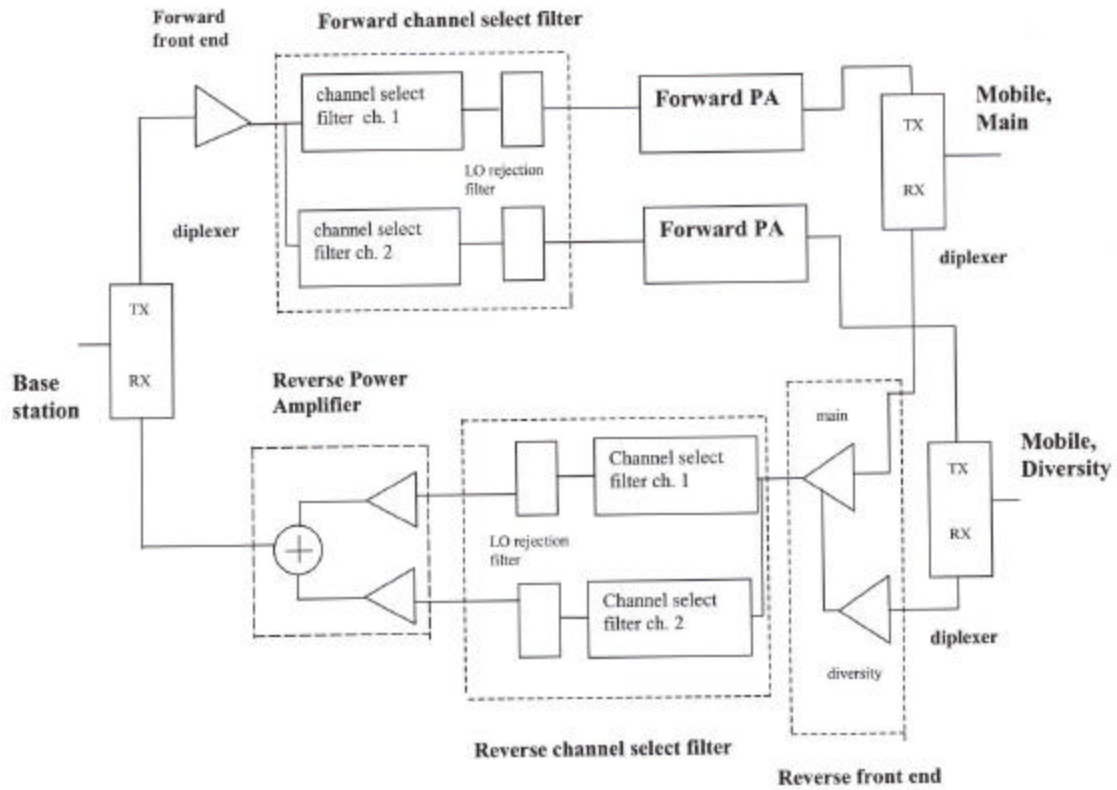 Forward
front end
Forward channel select filter
channel select
filter ch. 1
LO rejection
filter
channel select
filter ch. 2
Forward PA
Forward PA
TX
RX
Mobile,
Main
diplexer
diplexer
TX
RX
Base
station
Reverse Power
Amplifier
LO rejection
filter
Channel select
filter ch. 1
Channel select
filter ch. 2
main
diversity
TX
RX
Mobile,
Diversity
diplexer
Reverse channel select filter
Reverse front end